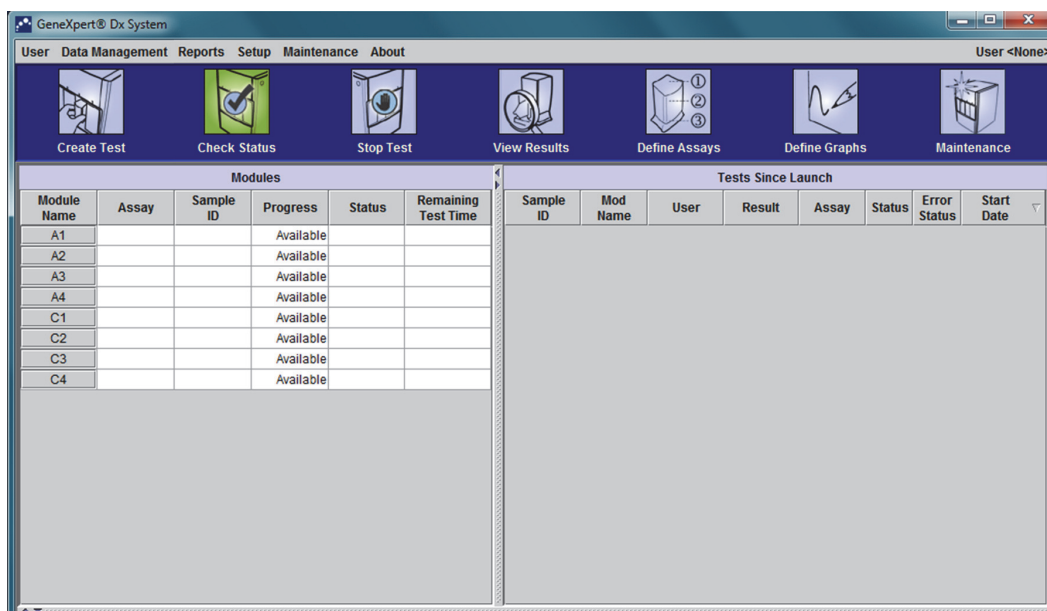 GeneXpert® Dx System
User Data Management Reports Setup Maintenance About User <None>
① ② ③
Create Test Check Status Stop Test View Results Define Assays Define Graphs Maintenance
Modules Tests Since Launch
Module Name Assay Sample ID Progress Status Remaining Test Time Sample ID Mod Name User Result Assay Status Error Status Start Date
A1 Available
A2 Available
A3 Available
A4 Available
C1 Available
C2 Available
C3 Available
C4 Available